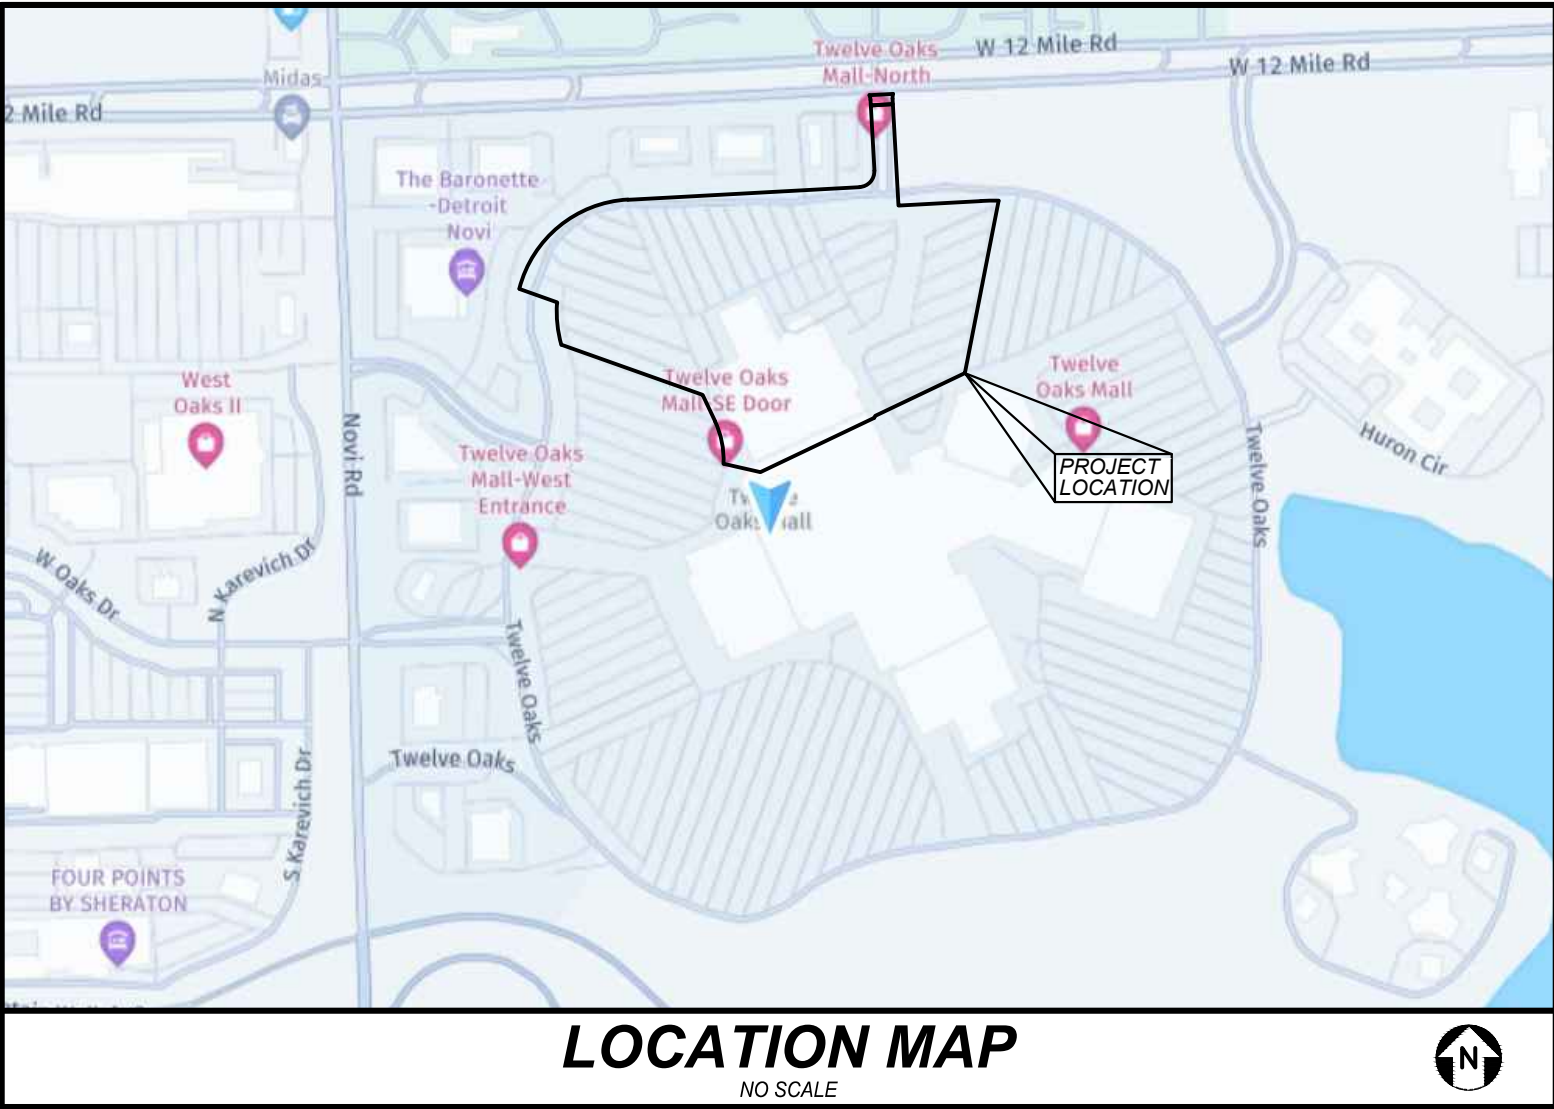 Twelve Oaks
Mall-North
W 12 Mile Rd
W 12 Mile Rd
Midas
2 Mile Rd
The Baronette-
-Detroit
Novi
West
Oaks II
Novi Rd
Twelve Oaks
Mall-SE Door
Twelve
Oaks Mall
Twelve Oaks
Mall-West
Entrance
PROJECT
LOCATION
Huron Cir
Twelve Oaks
Oaks
W Oaks Dr
N Karevich Dr
Twelve Oaks
Twelve Oaks
S Karevich Dr
FOUR POINTS
BY SHERATON
LOCATION MAP
NO SCALE
N